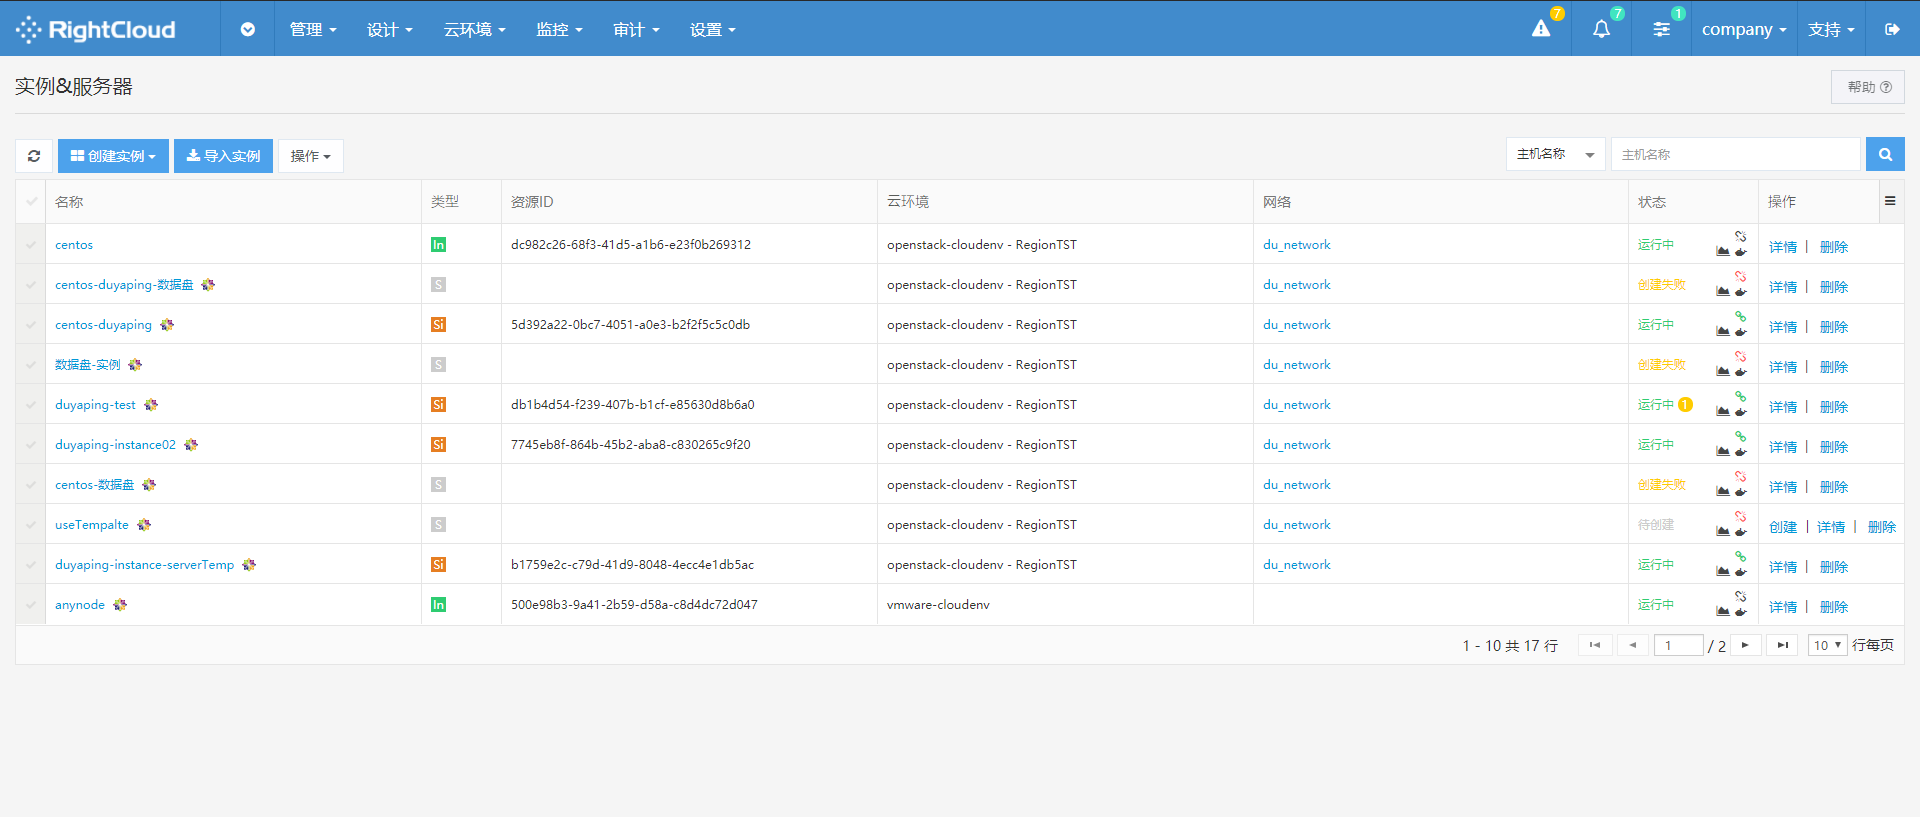 RightCloud 管理 设计 云环境 监控 审计 设置 7 7 1 company 支持
实例&服务器 帮助
创建实例 导入实例 操作 主机名称 主机名称
名称 类型 资源ID 云环境 网络 状态 操作
centos In dc982c26-68f3-41d5-a1b6-e23f0b269312 openstack-cloudenv - RegionTST du_network 运行中 详情 | 删除
centos-duyaping-数据盘 S openstack-cloudenv - RegionTST du_network 创建失败 详情 | 删除
centos-duyaping Si 5d392a22-0bc7-4051-a0e3-b2f2f5c5c0db openstack-cloudenv - RegionTST du_network 运行中 详情 | 删除
数据盘-实例 S openstack-cloudenv - RegionTST du_network 创建失败 详情 | 删除
duyaping-test Si db1b4d54-f239-407b-b1cf-e85630d8b6a0 openstack-cloudenv - RegionTST du_network 运行中 1 详情 | 删除
duyaping-instance02 Si 7745eb8f-864b-45b2-aba8-c830265c9f20 openstack-cloudenv - RegionTST du_network 运行中 详情 | 删除
centos-数据盘 S openstack-cloudenv - RegionTST du_network 创建失败 详情 | 删除
useTempalte S openstack-cloudenv - RegionTST du_network 待创建 创建 | 详情 | 删除
duyaping-instance-serverTemp Si b1759e2c-c79d-41d9-8048-4ecc4e1db5ac openstack-cloudenv - RegionTST du_network 运行中 详情 | 删除
anynode In 500e98b3-9a41-2b59-d58a-c8d4dc72d047 vmware-cloudenv 运行中 详情 | 删除
1 - 10 共 17 行 1 / 2 10 行每页